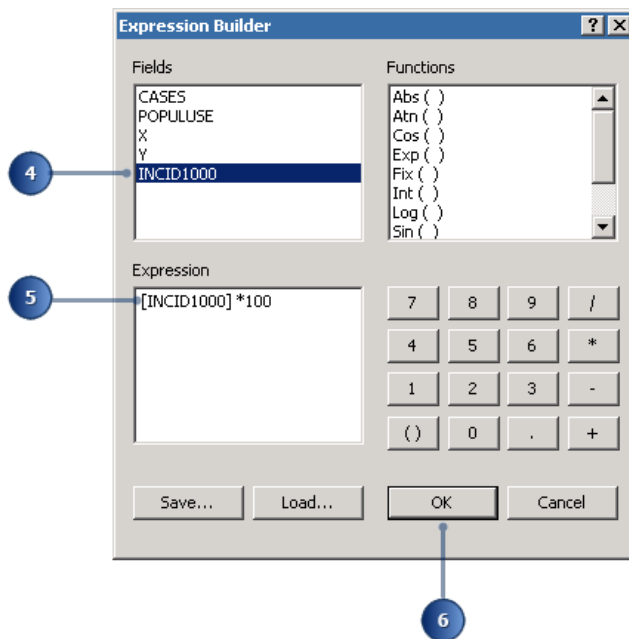 Expression Builder
? X
Fields
Functions
CASES
POPULUSE
X
Y
INCID1000
Abs ( )
Atn ( )
Cos ( )
Exp ( )
Fix ( )
Int ( )
Log ( )
Sin ( )
4
Expression
5
[INCID1000] *100
7 8 9 /
4 5 6 *
1 2 3 -
( ) 0 . +
Save... Load... OK Cancel
6